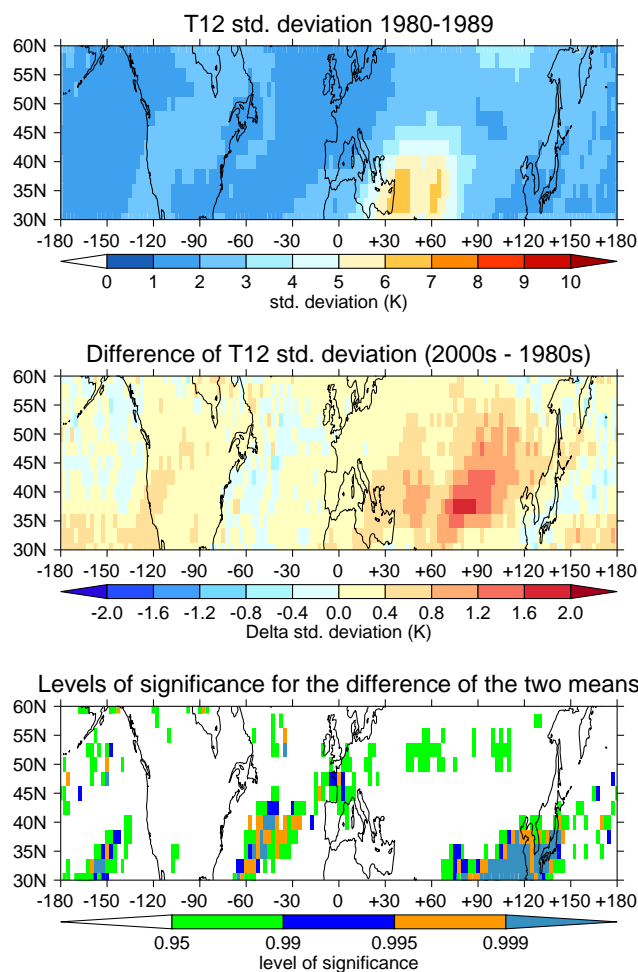 T12 std. deviation 1980-1989
60N
55N
50N
45N
40N
35N
30N
-180 -150 -120 -90 -60 -30 0 +30 +60 +90 +120 +150 +180
0 1 2 3 4 5 6 7 8 9 10
std. deviation (K)
Difference of T12 std. deviation (2000s - 1980s)
60N
55N
50N
45N
40N
35N
30N
-180 -150 -120 -90 -60 -30 0 +30 +60 +90 +120 +150 +180
-2.0 -1.6 -1.2 -0.8 -0.4 0.0 0.4 0.8 1.2 1.6 2.0
Delta std. deviation (K)
Levels of significance for the difference of the two means
60N
55N
50N
45N
40N
35N
30N
-180 -150 -120 -90 -60 -30 0 +30 +60 +90 +120 +150 +180
0.95 0.99 0.995 0.999
level of significance